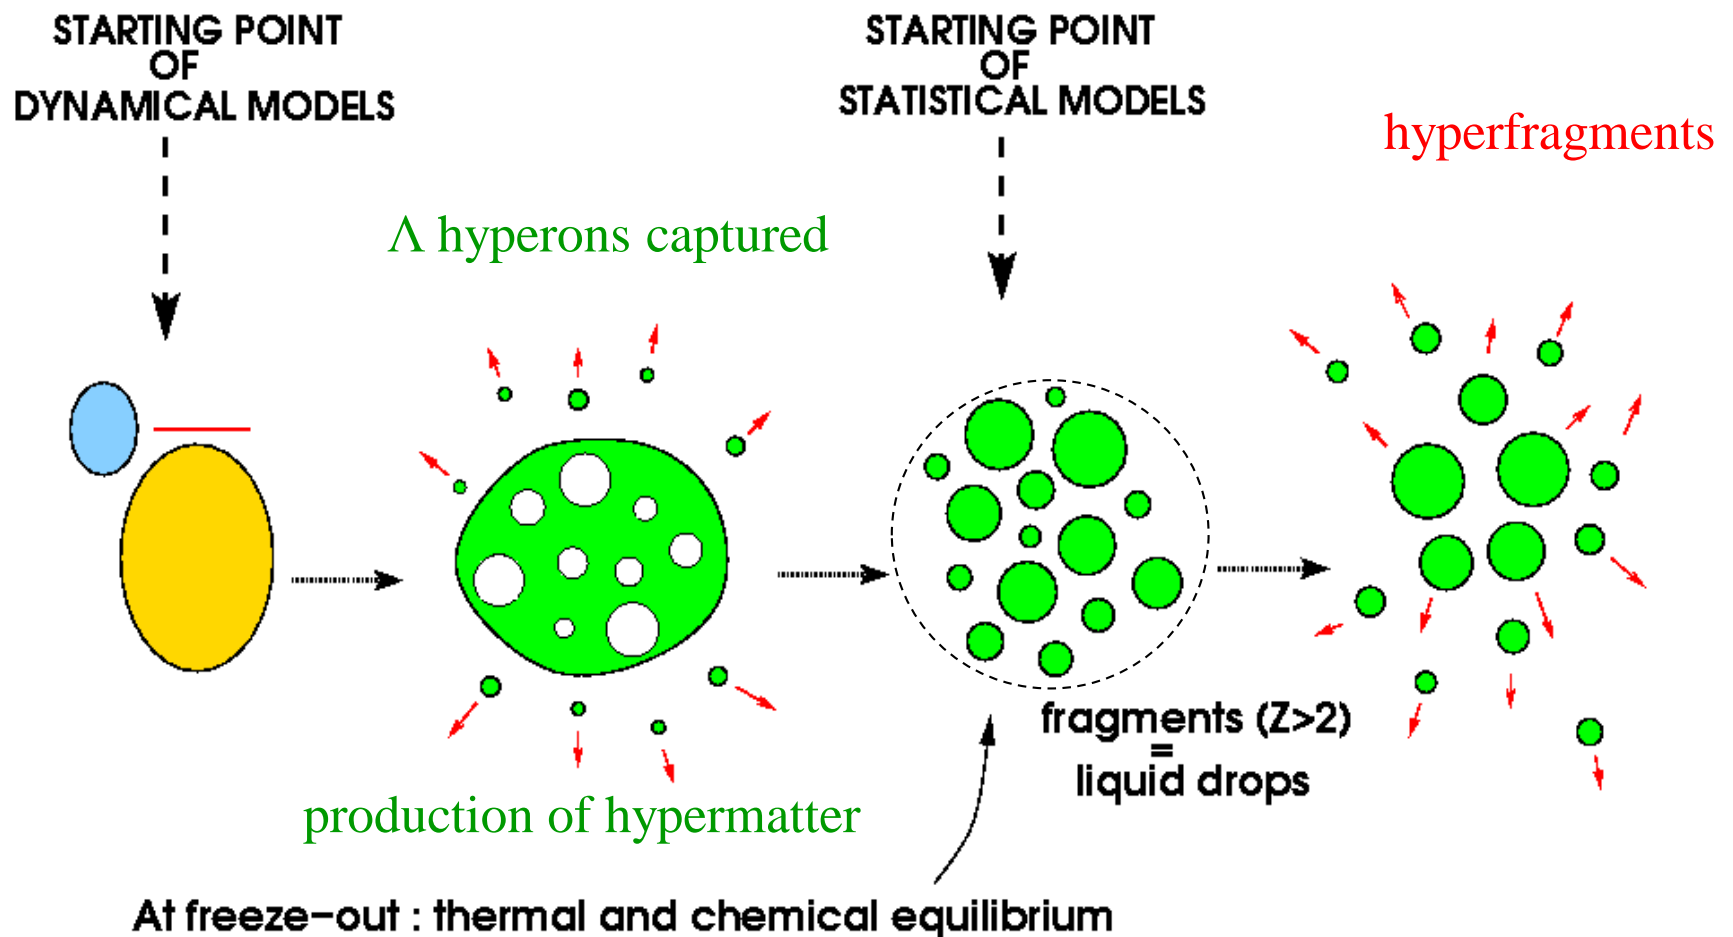 STARTING POINT
OF
DYNAMICAL MODELS
STARTING POINT
OF
STATISTICAL MODELS
hyperfragments
Λ hyperons captured
fragments (Z>2)
=
liquid drops
production of hypermatter
At freeze-out : thermal and chemical equilibrium